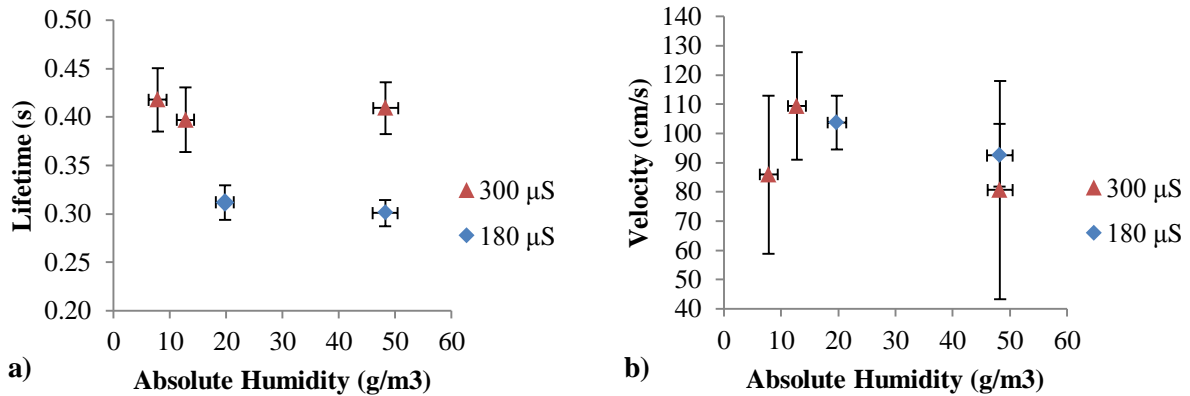 0.50
0.45
0.40
0.35
0.30
0.25
0.20
Lifetime (s)
0 10 20 30 40 50 60
Absolute Humidity (g/m3)
300 µS
180 µS
a)
140
130
120
110
100
90
80
70
60
50
40
Velocity (cm/s)
0 10 20 30 40 50 60
Absolute Humidity (g/m3)
300 µS
180 µS
b)